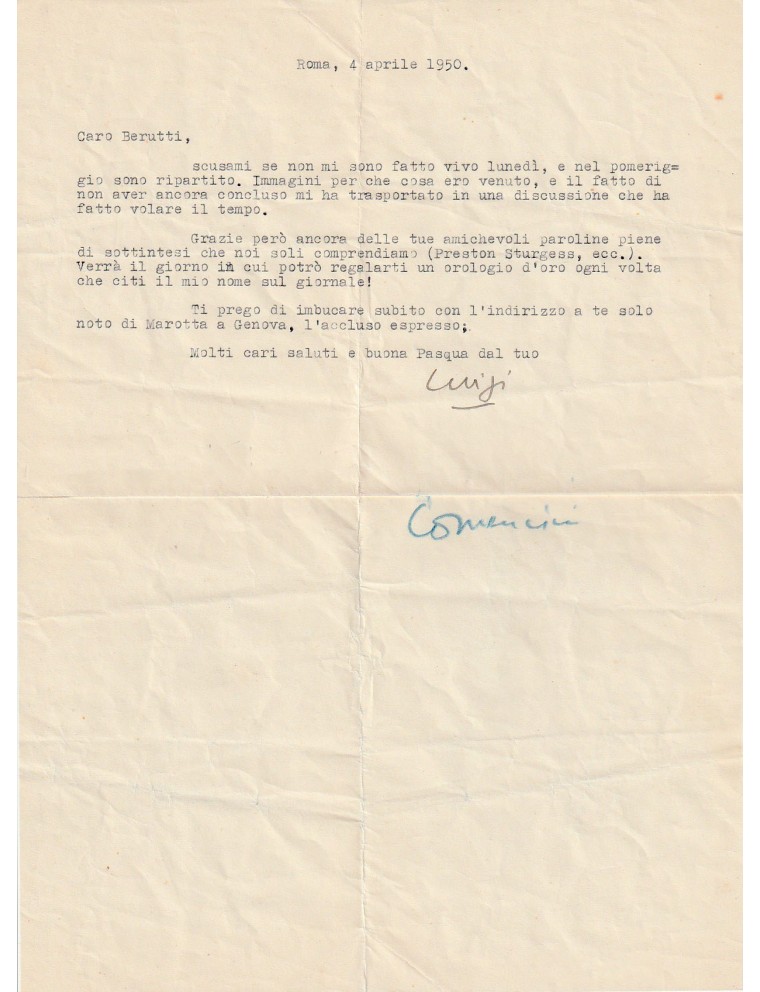 Roma, 4 aprile 1950.
Caro Berutti,
scusami se non mi sono fatto vivo lunedì, e nel pomerig=
gio sono ripartito. Immagini per che cosa ero venuto, e il fatto di
non aver ancora concluso mi ha trasportato in una discussione che ha
fatto volare il tempo.
Grazie però ancora delle tue amichevoli paroline piene
di sottintesi che noi soli comprendiamo (Preston Sturgess, ecc.).
Verrà il giorno in cui potrò regalarti un orologio d'oro ogni volta
che citi il mio nome sul giornale!
Ti prego di imbucare subito con l'indirizzo a te solo
noto di Marotta a Genova, l'accluso espresso;
Molti cari saluti e buona Pasqua dal tuo
Luigi
Comencini